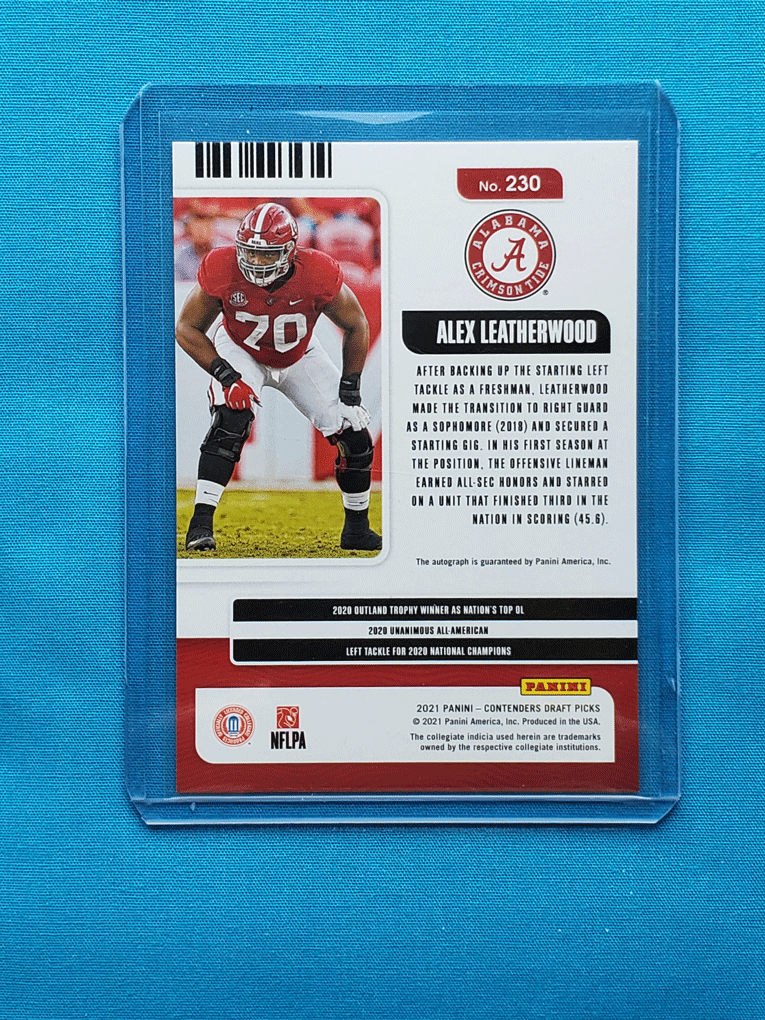 No. 230
ALABAMA
A
CRIMSON TIDE
®
SEC
70
ALEX LEATHERWOOD
AFTER BACKING UP THE STARTING LEFT
TACKLE AS A FRESHMAN, LEATHERWOOD
MADE THE TRANSITION TO RIGHT GUARD
AS A SOPHOMORE (2018) AND SECURED A
STARTING GIG. IN HIS FIRST SEASON AT
THE POSITION, THE OFFENSIVE LINEMAN
EARNED ALL-SEC HONORS AND STARRED
ON A UNIT THAT FINISHED THIRD IN THE
NATION IN SCORING (45.6).
The autograph is guaranteed by Panini America, Inc.
2020 OUTLAND TROPHY WINNER AS NATION'S TOP OL
2020 UNANIMOUS ALL-AMERICAN
LEFT TACKLE FOR 2020 NATIONAL CHAMPIONS
PANINI
OFFICIALLY LICENSED COLLEGIATE PRODUCTS
NFLPA
2021 PANINI – CONTENDERS DRAFT PICKS
© 2021 Panini America, Inc. Produced in the USA.
The collegiate indicia used herein are trademarks
owned by the respective collegiate institutions.